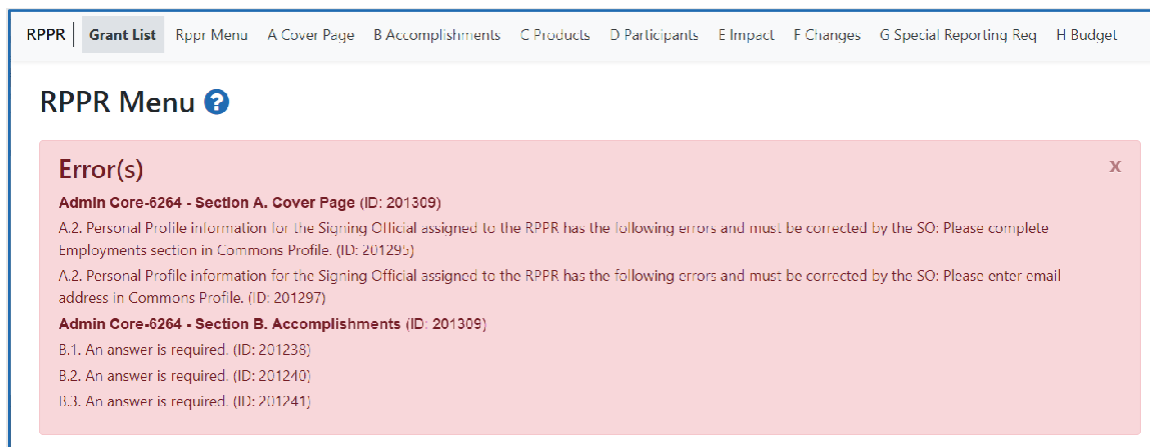 RPPR Grant List Rppr Menu A Cover Page B Accomplishments C Products D Participants E Impact F Changes G Special Reporting Req H Budget
RPPR Menu ?
Error(s) x
Admin Core-6264 - Section A. Cover Page (ID: 201309)
A.2. Personal Profile information for the Signing Official assigned to the RPPR has the following errors and must be corrected by the SO: Please complete
Employments section in Commons Profile. (ID: 201295)
A.2. Personal Profile information for the Signing Official assigned to the RPPR has the following errors and must be corrected by the SO: Please enter email
address in Commons Profile. (ID: 201297)
Admin Core-6264 - Section B. Accomplishments (ID: 201309)
B.1. An answer is required. (ID: 201238)
B.2. An answer is required. (ID: 201240)
B.3. An answer is required. (ID: 201241)